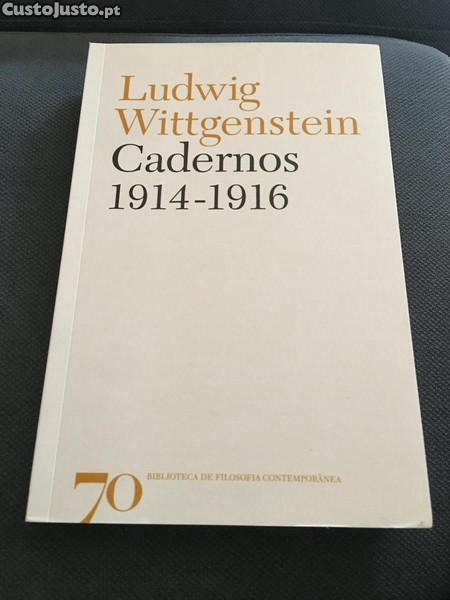 CustoJusto.pt
Ludwig
Wittgenstein
Cadernos
1914-1916
70
BIBLIOTECA DE FILOSOFIA CONTEMPORÂNEA